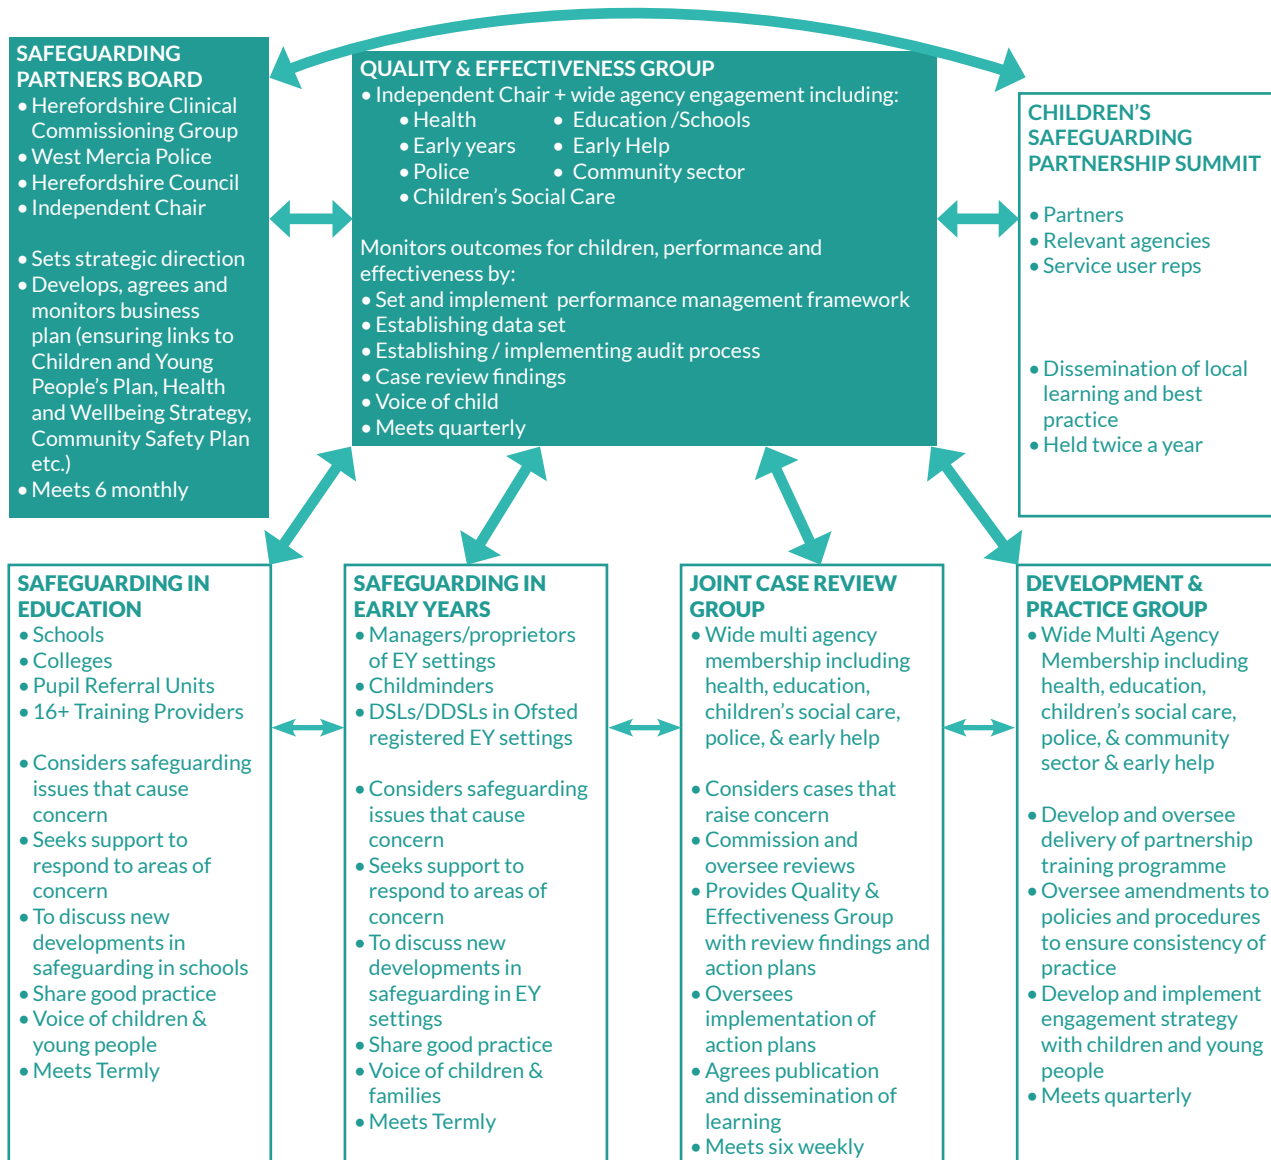 SAFEGUARDING
PARTNERS BOARD
• Herefordshire Clinical
Commissioning Group
• West Mercia Police
• Herefordshire Council
• Independent Chair
• Sets strategic direction
• Develops, agrees and
monitors business
plan (ensuring links to
Children and Young
People's Plan, Health
and Wellbeing Strategy,
Community Safety Plan
etc.)
• Meets 6 monthly
QUALITY & EFFECTIVENESS GROUP
• Independent Chair + wide agency engagement including:
• Health • Education /Schools
• Early years • Early Help
• Police • Community sector
• Children's Social Care
Monitors outcomes for children, performance and
effectiveness by:
• Set and implement performance management framework
• Establishing data set
• Establishing / implementing audit process
• Case review findings
• Voice of child
• Meets quarterly
CHILDREN'S
SAFEGUARDING
PARTNERSHIP SUMMIT
• Partners
• Relevant agencies
• Service user reps
• Dissemination of local
learning and best
practice
• Held twice a year
SAFEGUARDING IN
EDUCATION
• Schools
• Colleges
• Pupil Referral Units
• 16+ Training Providers
• Considers safeguarding
issues that cause
concern
• Seeks support to
respond to areas of
concern
• To discuss new
developments in
safeguarding in schools
• Share good practice
• Voice of children &
young people
• Meets Termly
SAFEGUARDING IN
EARLY YEARS
• Managers/proprietors
of EY settings
• Childminders
• DSLs/DDSLs in Ofsted
registered EY settings
• Considers safeguarding
issues that cause
concern
• Seeks support to
respond to areas of
concern
• To discuss new
developments in
safeguarding in EY
settings
• Share good practice
• Voice of children &
families
• Meets Termly
JOINT CASE REVIEW
GROUP
• Wide multi agency
membership including
health, education,
children's social care,
police, & early help
• Considers cases that
raise concern
• Commission and
oversee reviews
• Provides Quality &
Effectiveness Group
with review findings and
action plans
• Oversees
implementation of
action plans
• Agrees publication
and dissemination of
learning
• Meets six weekly
DEVELOPMENT &
PRACTICE GROUP
• Wide Multi Agency
Membership including
health, education,
children's social care,
police, & community
sector & early help
• Develop and oversee
delivery of partnership
training programme
• Oversee amendments to
policies and procedures
to ensure consistency of
practice
• Develop and implement
engagement strategy
with children and young
people
• Meets quarterly